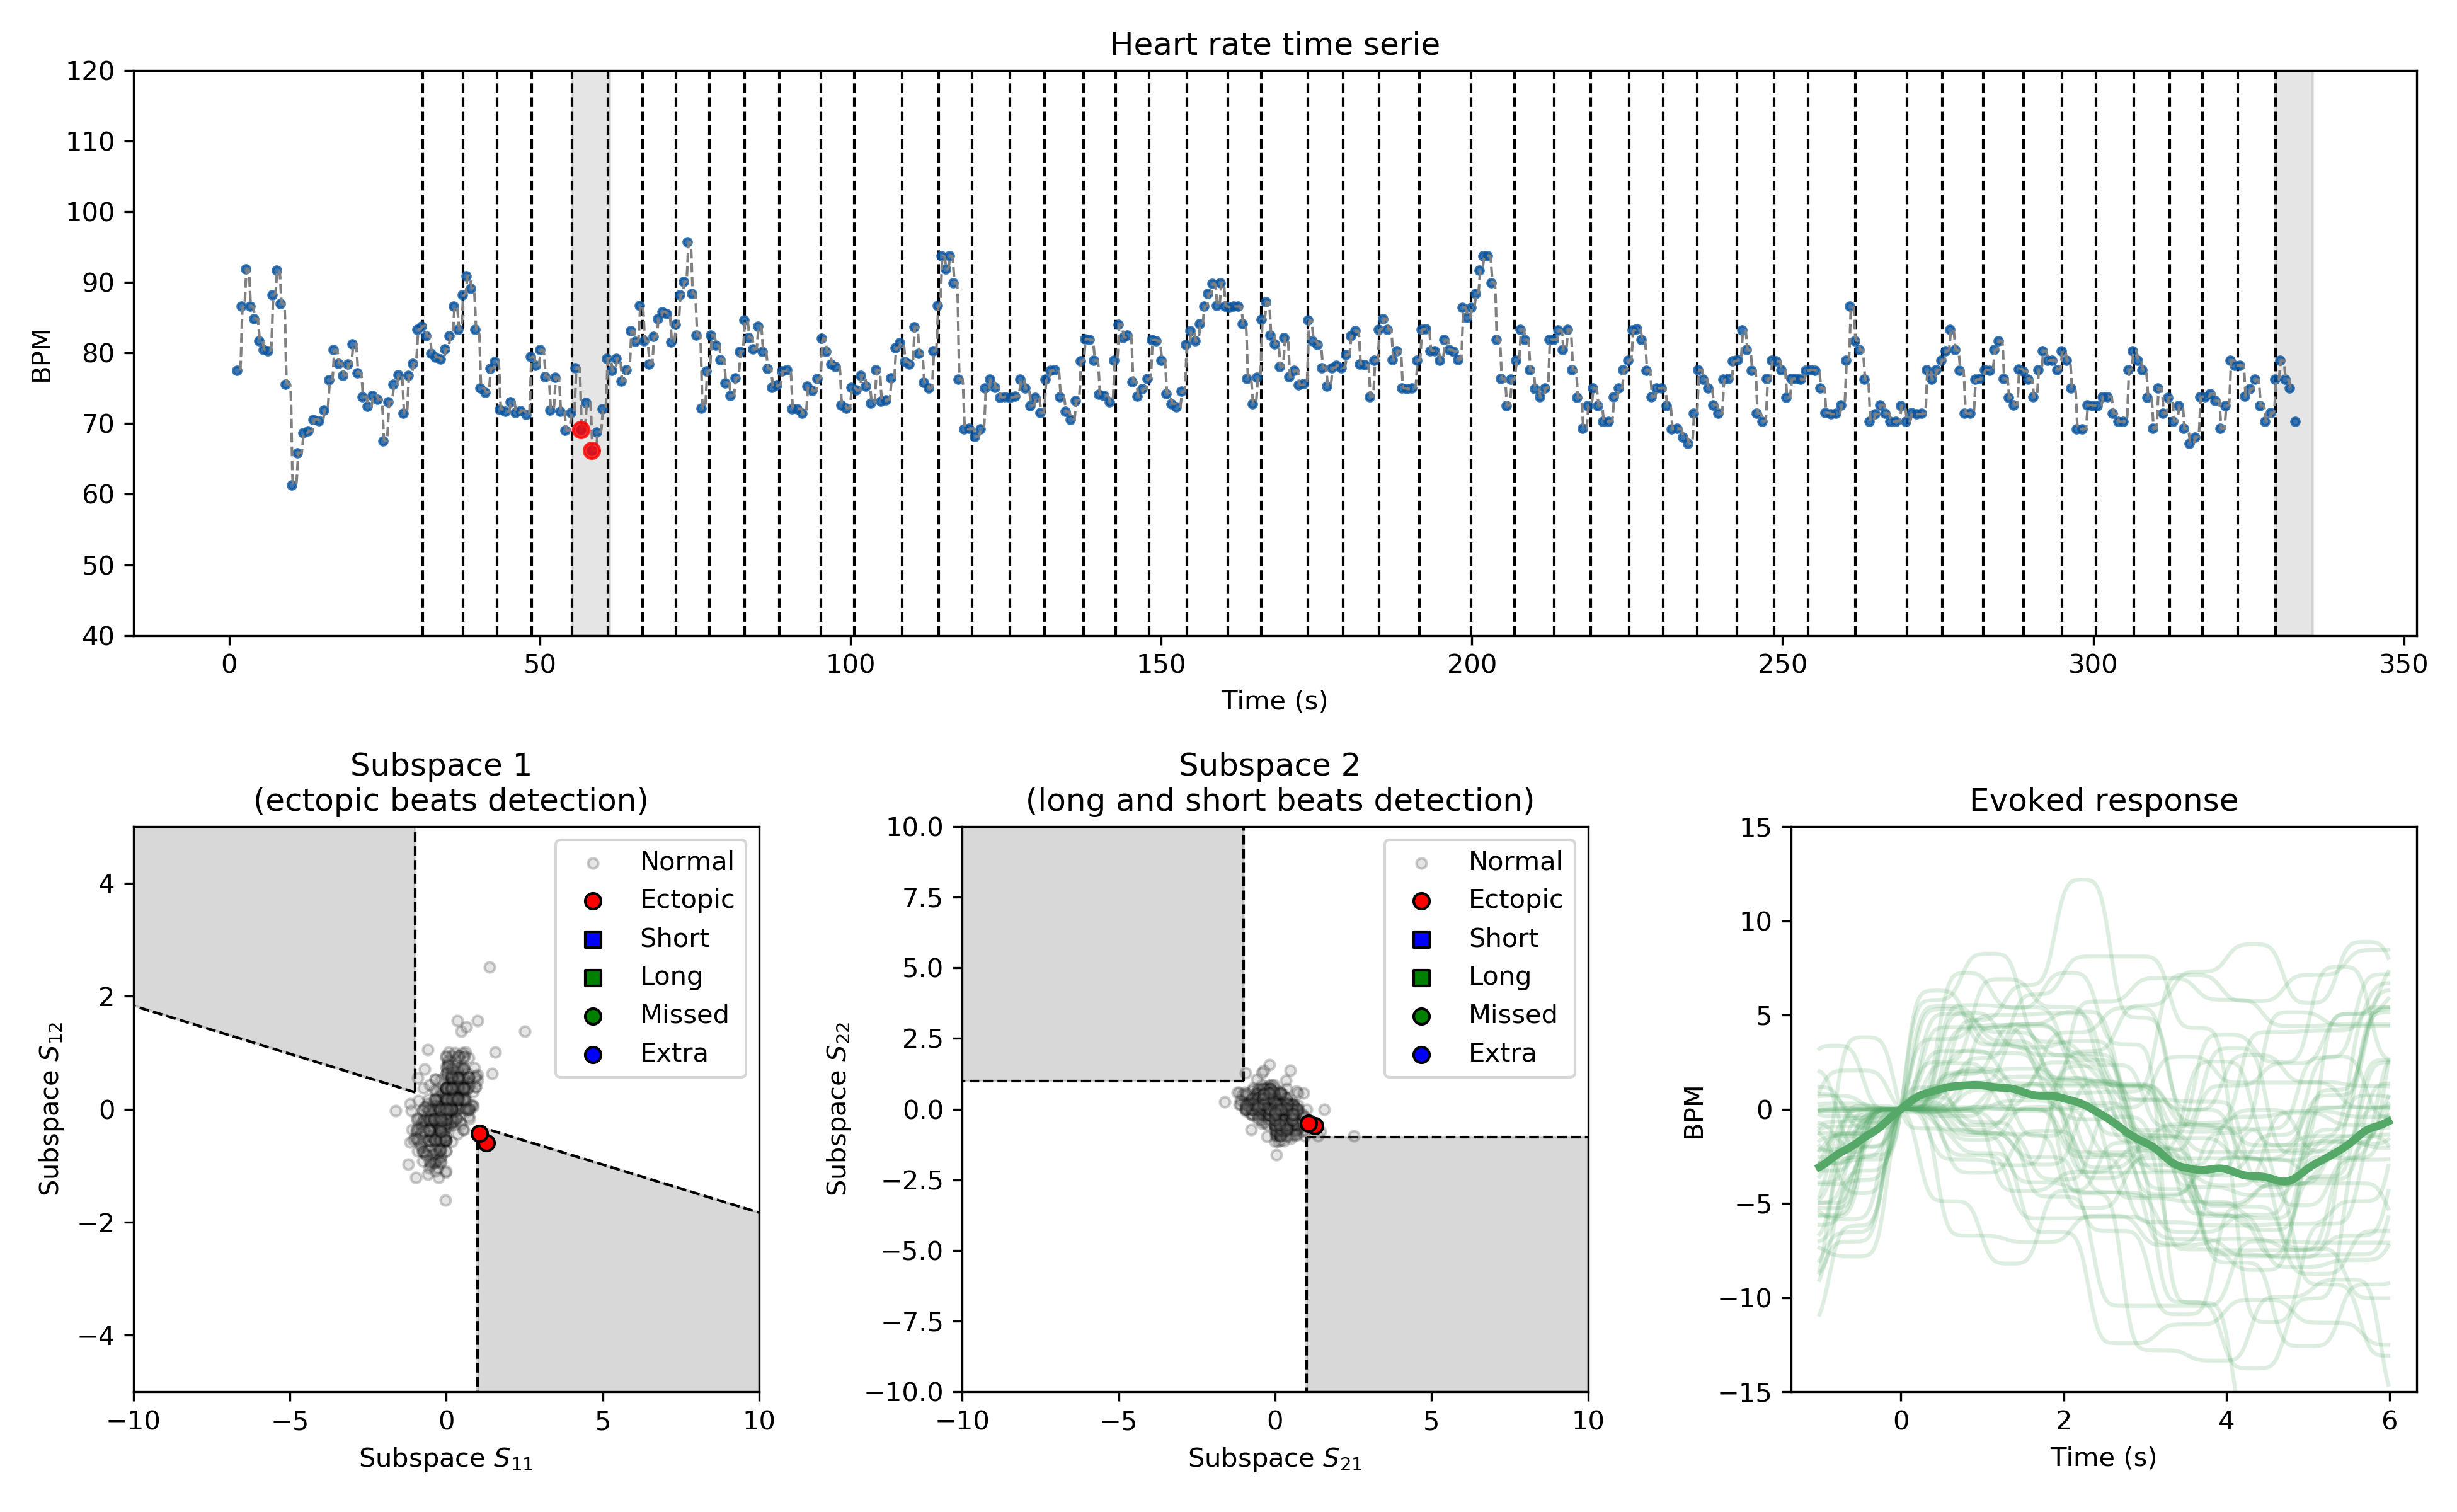 Heart rate time serie
120
110
100
90
80
70
60
50
40
BPM
0 50 100 150 200 250 300 350
Time (s)
Subspace 1
(ectopic beats detection)
4
2
0
−2
−4
Subspace S12
Normal
Ectopic
Short
Long
Missed
Extra
−10 −5 0 5 10
Subspace S11
Subspace 2
(long and short beats detection)
10.0
7.5
5.0
2.5
0.0
−2.5
−5.0
−7.5
−10.0
Subspace S22
Normal
Ectopic
Short
Long
Missed
Extra
−10 −5 0 5 10
Subspace S21
Evoked response
15
10
5
0
−5
−10
−15
BPM
0 2 4 6
Time (s)